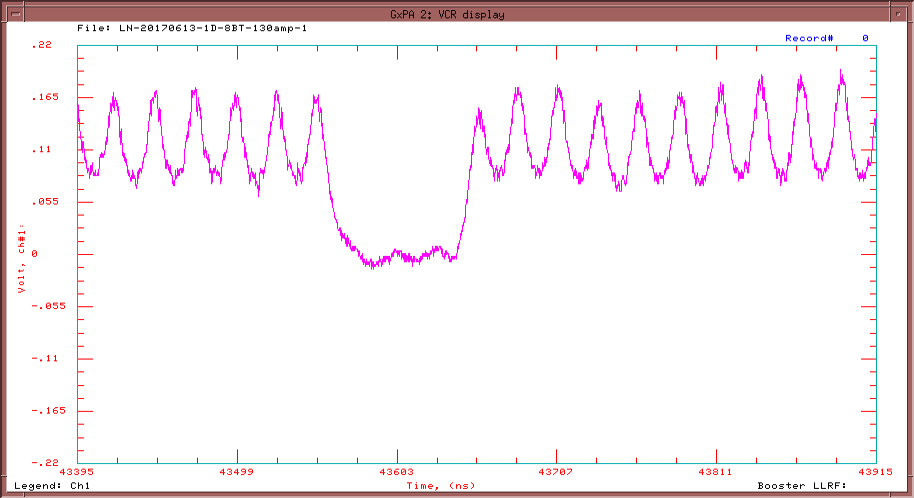 GxPA 2: VCR display
File: LN-20170613-1D-8BT-130amp-1
Record# 0
.22
.165
.11
.055
0
-.055
-.11
-.165
-.22
Volt, ch#1:
43395 43499 43603 43707 43811 43915
Legend: Ch1 Time, (ns) Booster LLRF: